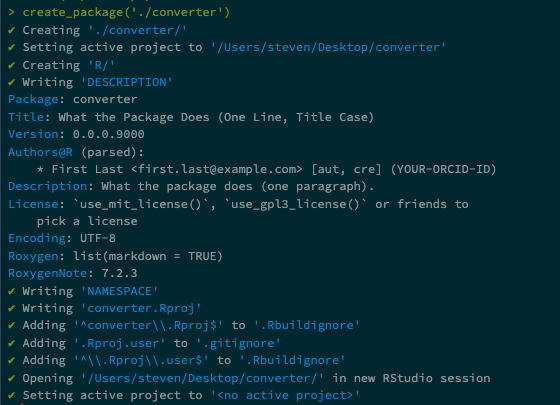 > create_package('./converter')
✔ Creating './converter/'
✔ Setting active project to '/Users/steven/Desktop/converter'
✔ Creating 'R/'
✔ Writing 'DESCRIPTION'
Package: converter
Title: What the Package Does (One Line, Title Case)
Version: 0.0.0.9000
Authors@R (parsed):
    * First Last <first.last@example.com> [aut, cre] (YOUR-ORCID-ID)
Description: What the package does (one paragraph).
License: `use_mit_license()`, `use_gpl3_license()` or friends to
    pick a license
Encoding: UTF-8
Roxygen: list(markdown = TRUE)
RoxygenNote: 7.2.3
✔ Writing 'NAMESPACE'
✔ Writing 'converter.Rproj'
✔ Adding '^converter\\.Rproj$' to '.Rbuildignore'
✔ Adding '.Rproj.user' to '.gitignore'
✔ Adding '^\\.Rproj\\.user$' to '.Rbuildignore'
✔ Opening '/Users/steven/Desktop/converter/' in new RStudio session
✔ Setting active project to '<no active project>'